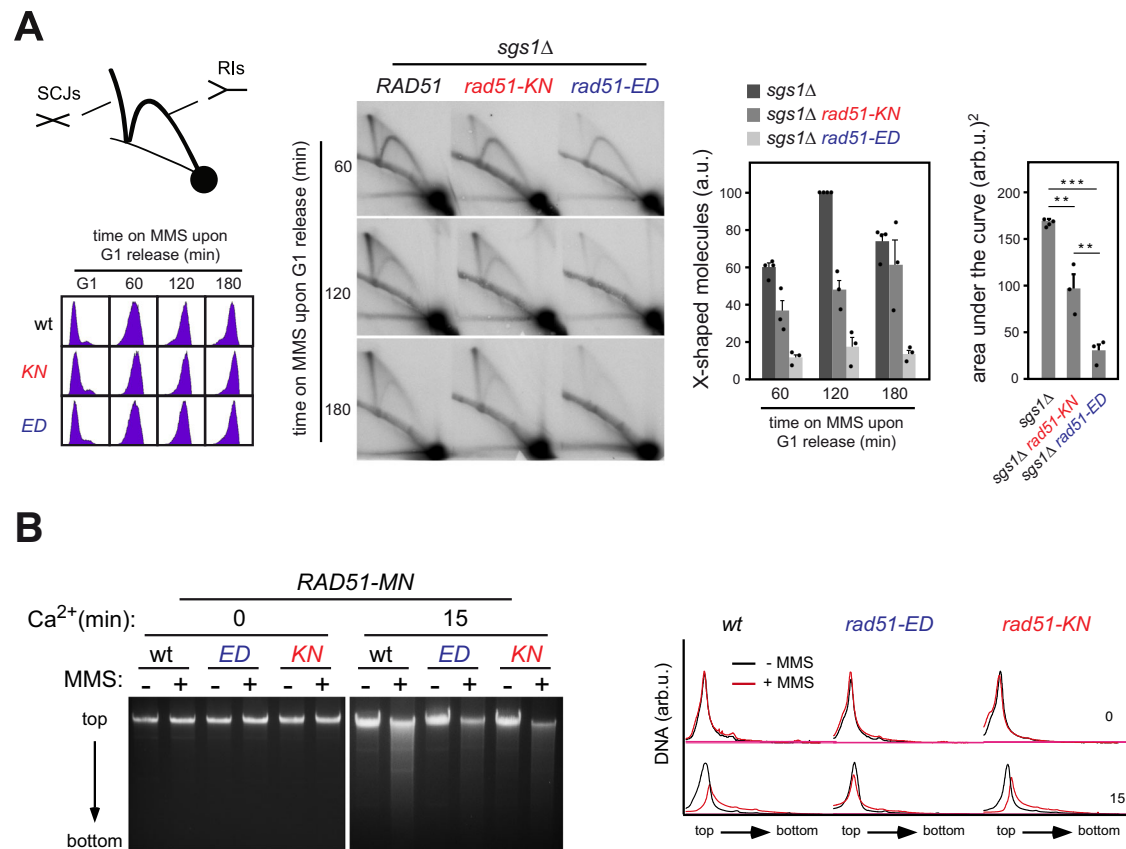 A
SCJs
RIs
time on MMS upon
G1 release (min)
G1 60 120 180
wt
KN
ED
sgs1Δ
RAD51 rad51-KN rad51-ED
time on MMS upon G1 release (min)
60
120
180
sgs1Δ
sgs1Δ rad51-KN
sgs1Δ rad51-ED
X-shaped molecules (a.u.)
100
80
60
40
20
0
60 120 180
time on MMS upon
G1 release (min)
area under the curve (arb.u.)²
200
150
100
50
0
***
**
**
sgs1Δ
sgs1Δ rad51-KN
sgs1Δ rad51-ED
B
RAD51-MN
Ca²⁺(min): 0 15
wt ED KN wt ED KN
MMS: - + - + - + - + - + - +
top
bottom
wt rad51-ED rad51-KN
- MMS
+ MMS
DNA (arb.u.)
0
15
top bottom top bottom top bottom